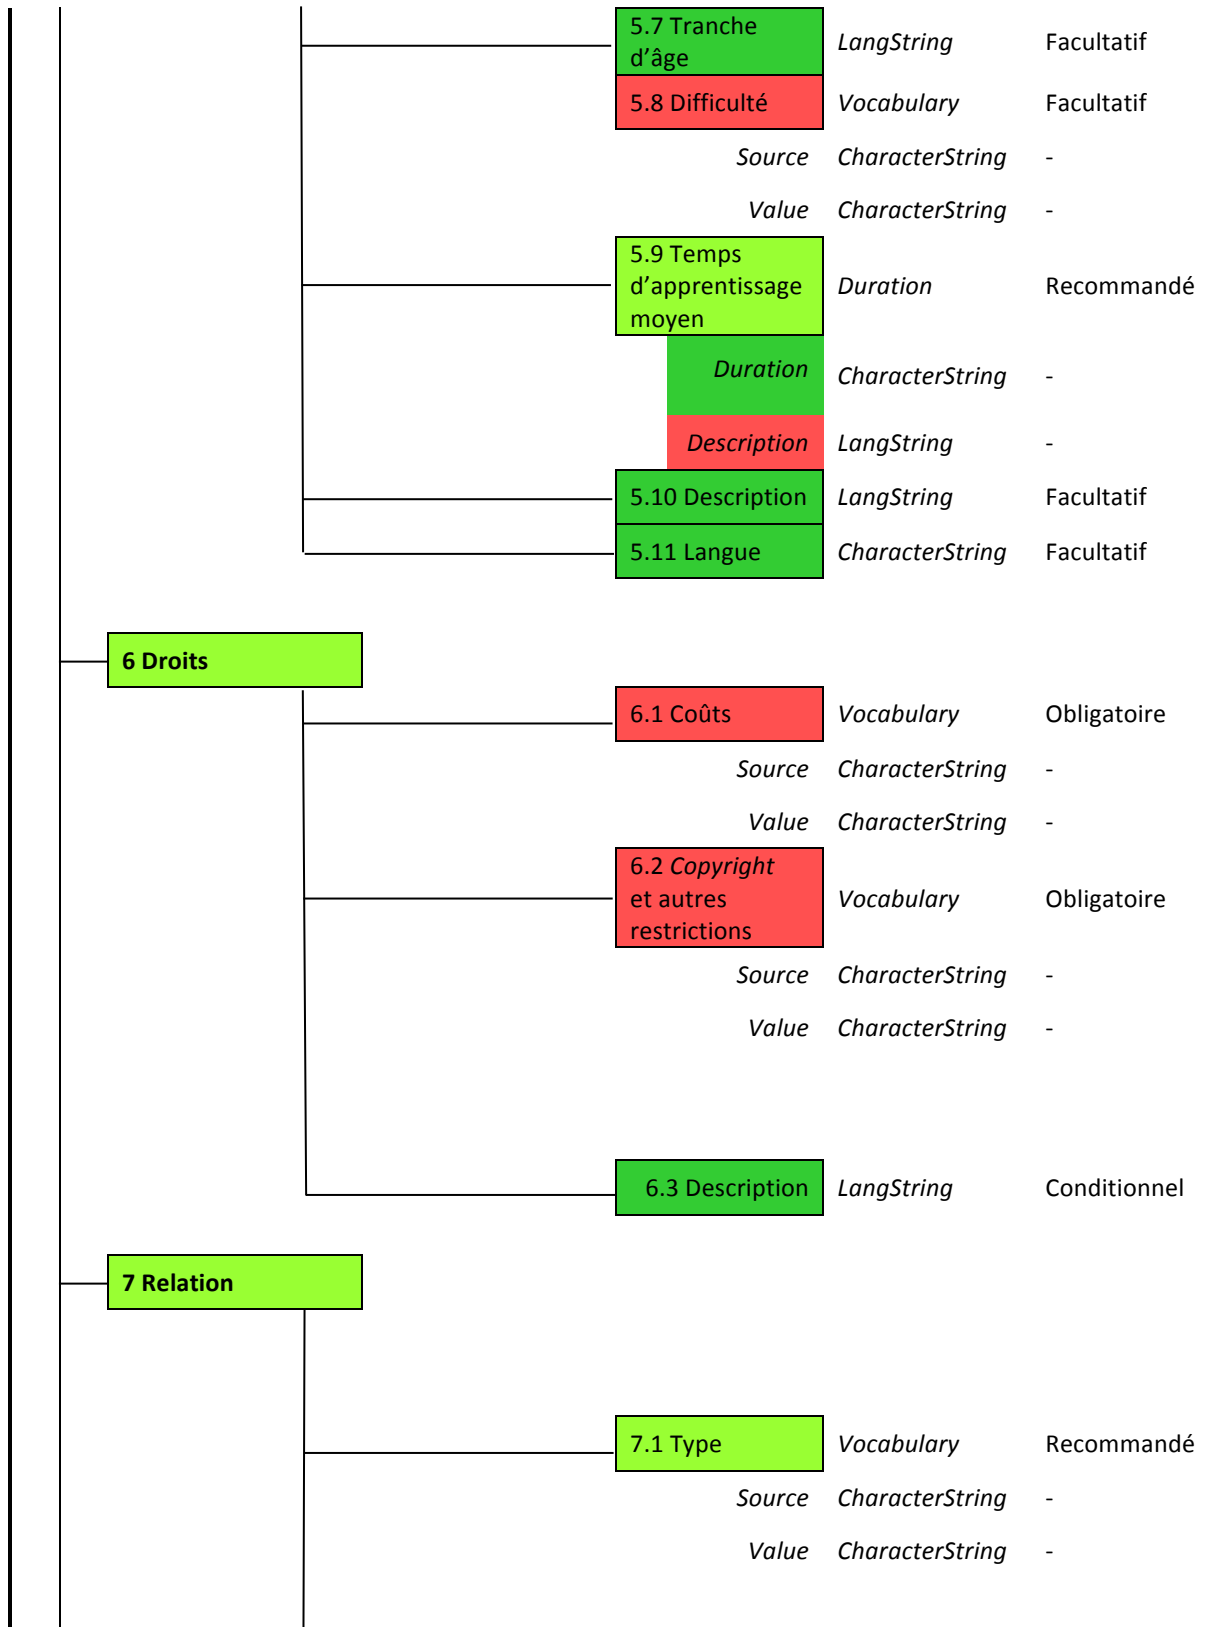 5.7 Tranche
d’âge
LangString
Facultatif
5.8 Difficulté
Vocabulary
Facultatif
Source
CharacterString
-
Value
CharacterString
-
5.9 Temps
d’apprentissage
moyen
Duration
Recommandé
Duration
CharacterString
-
Description
LangString
-
5.10 Description
LangString
Facultatif
5.11 Langue
CharacterString
Facultatif
6 Droits
6.1 Coûts
Vocabulary
Obligatoire
Source
CharacterString
-
Value
CharacterString
-
6.2 Copyright
et autres
restrictions
Vocabulary
Obligatoire
Source
CharacterString
-
Value
CharacterString
-
6.3 Description
LangString
Conditionnel
7 Relation
7.1 Type
Vocabulary
Recommandé
Source
CharacterString
-
Value
CharacterString
-